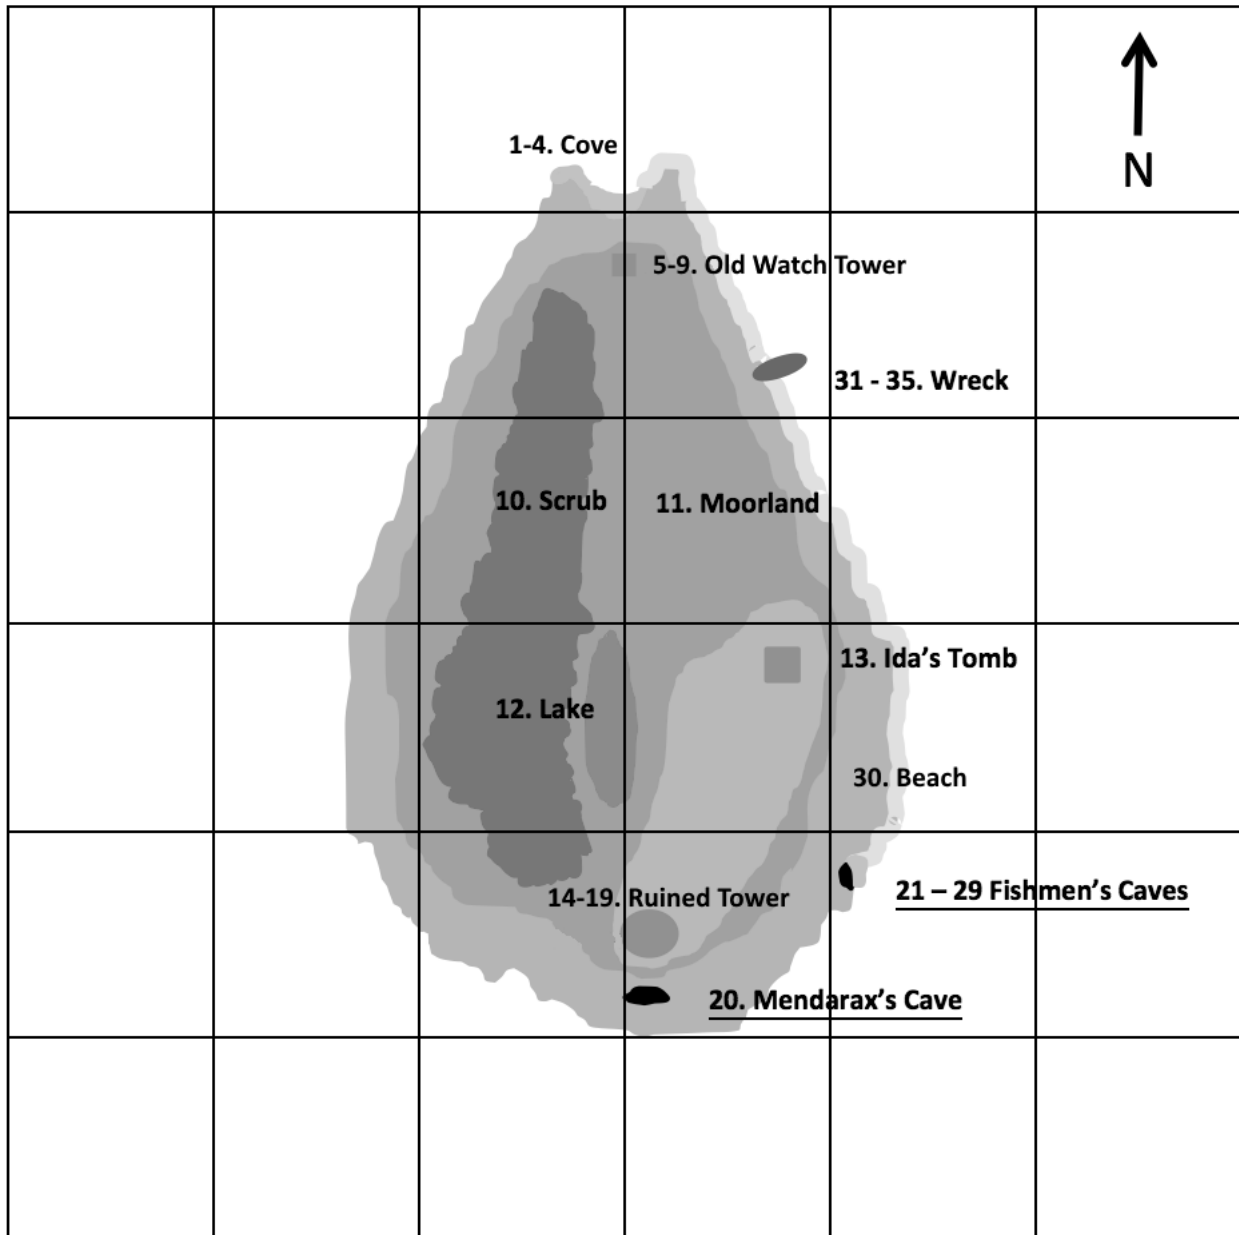 1-4. Cove
N
5-9. Old Watch Tower
31 - 35. Wreck
10. Scrub
11. Moorland
13. Ida’s Tomb
12. Lake
30. Beach
14-19. Ruined Tower
21 – 29 Fishmen’s Caves
20. Mendarax’s Cave